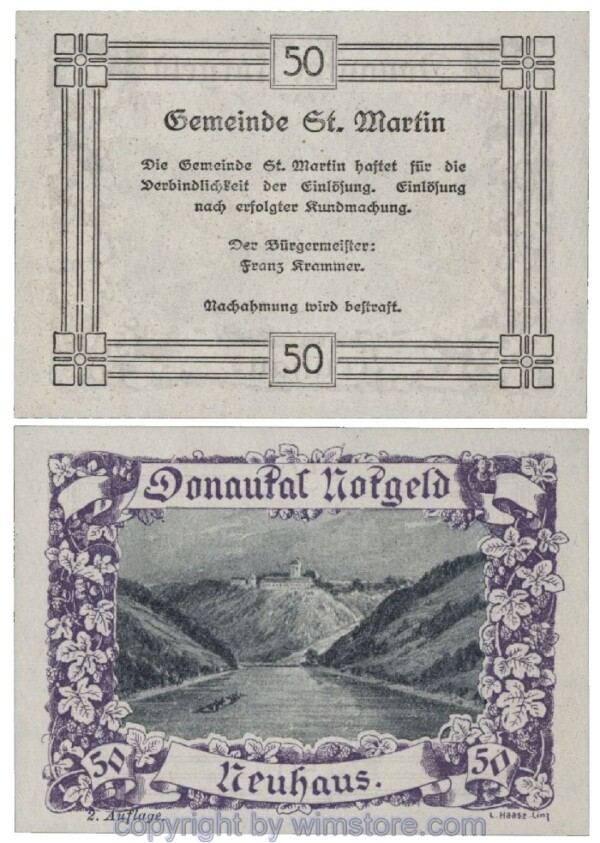 50
Gemeinde St. Martin
Die Gemeinde St. Martin haftet für die
Verbindlichkeit der Einlösung. Einlösung
nach erfolgter Kundmachung.
Der Bürgermeister:
Franz Krammer.
Nachahmung wird bestraft.
50
Donautal Notgeld
50
Neuhaus.
50
2. Auflage.
L. Haase-Linz
copyright by wimstore.com